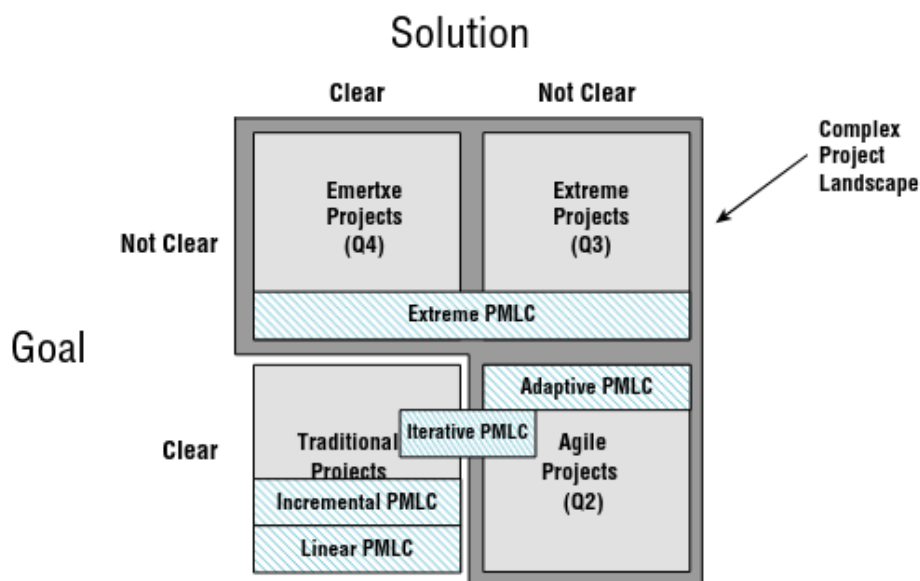 Solution
Clear
Not Clear
Complex
Project
Landscape
Emertxe
Projects
(Q4)
Extreme
Projects
(Q3)
Not Clear
Extreme PMLC
Goal
Adaptive PMLC
Iterative PMLC
Clear
Traditional
Projects
Agile
Projects
(Q2)
Incremental PMLC
Linear PMLC